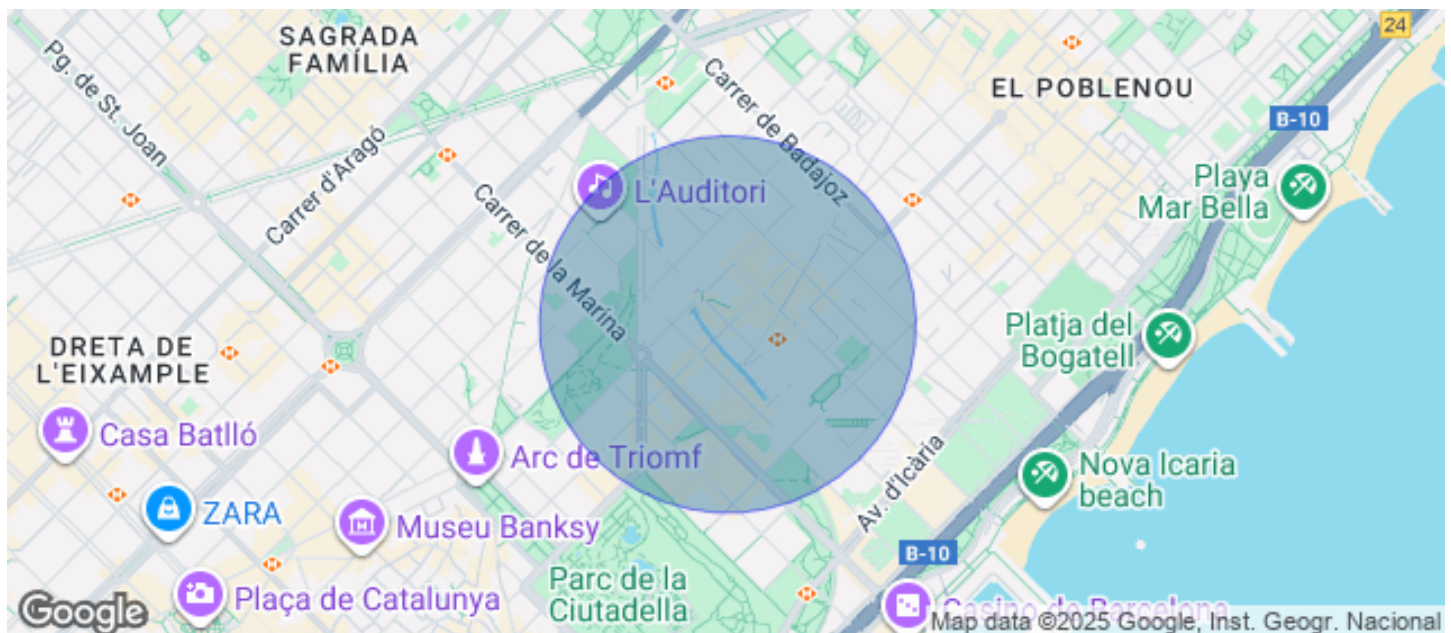 SAGRADA
FAMÍLIA
24
Pg. de St. Joan
Carrer de Badajoz
EL POBLENOU
B-10
Carrer d'Aragó
L'Auditori
Playa
Mar Bella
Carrer de la Marina
DRETA DE
L'EIXAMPLE
Platja del
Bogatell
Casa Batlló
Arc de Triomf
Av. d'Icària
Nova Icaria
beach
ZARA
Museu Banksy
B-10
Parc de la
Ciutadella
Plaça de Catalunya
Casino de Barcelona
Google
Map data ©2025 Google, Inst. Geogr. Nacional